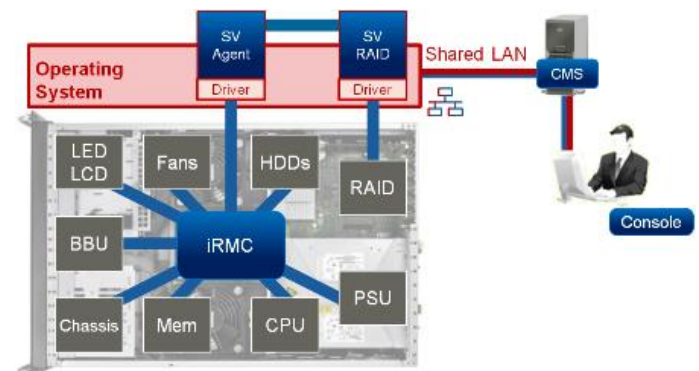 SV
Agent
SV
RAID
Operating
System
Driver
Driver
Shared LAN
CMS
LED
LCD
Fans
HDDs
RAID
BBU
iRMC
Console
Chassis
Mem
CPU
PSU